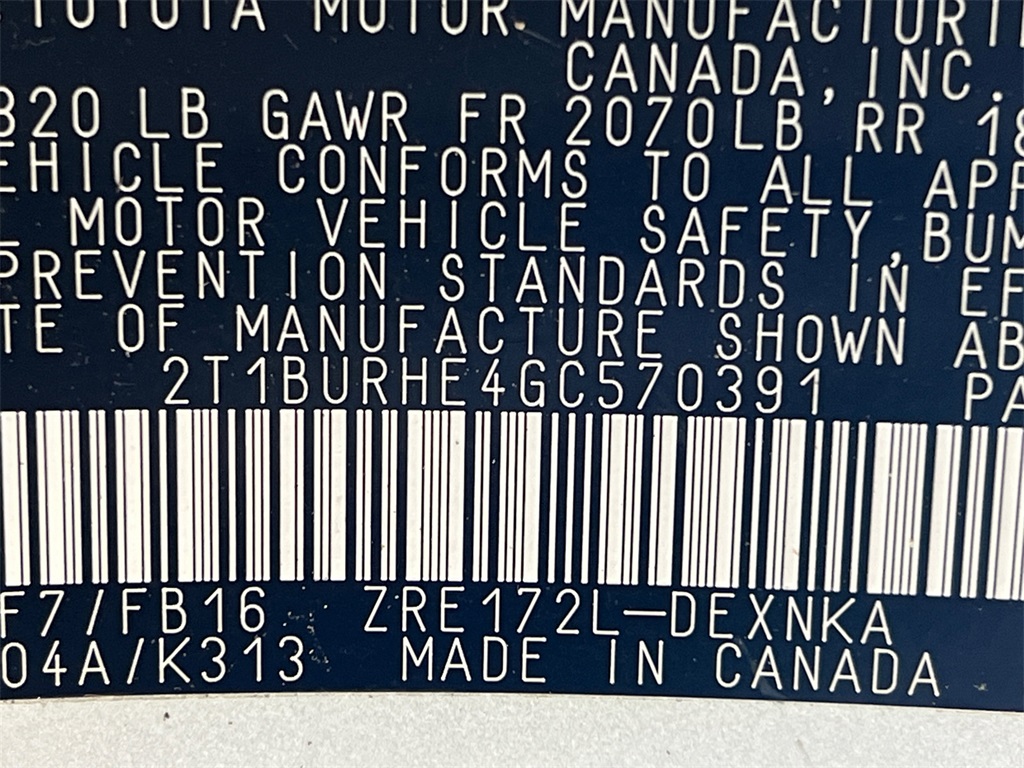 TOYOTA MOTOR MANUFACTURI
CANADA, INC.
820 LB GAWR FR 2070LB RR 18
EHICLE CONFORMS TO ALL APP
L MOTOR VEHICLE SAFETY, BUM
PREVENTION STANDARDS IN EF
TE OF MANUFACTURE SHOWN AB
2T1BURHE4GC570391 PA
F7/FB16 ZRE172L-DEXNKA
04A/K313 MADE IN CANADA